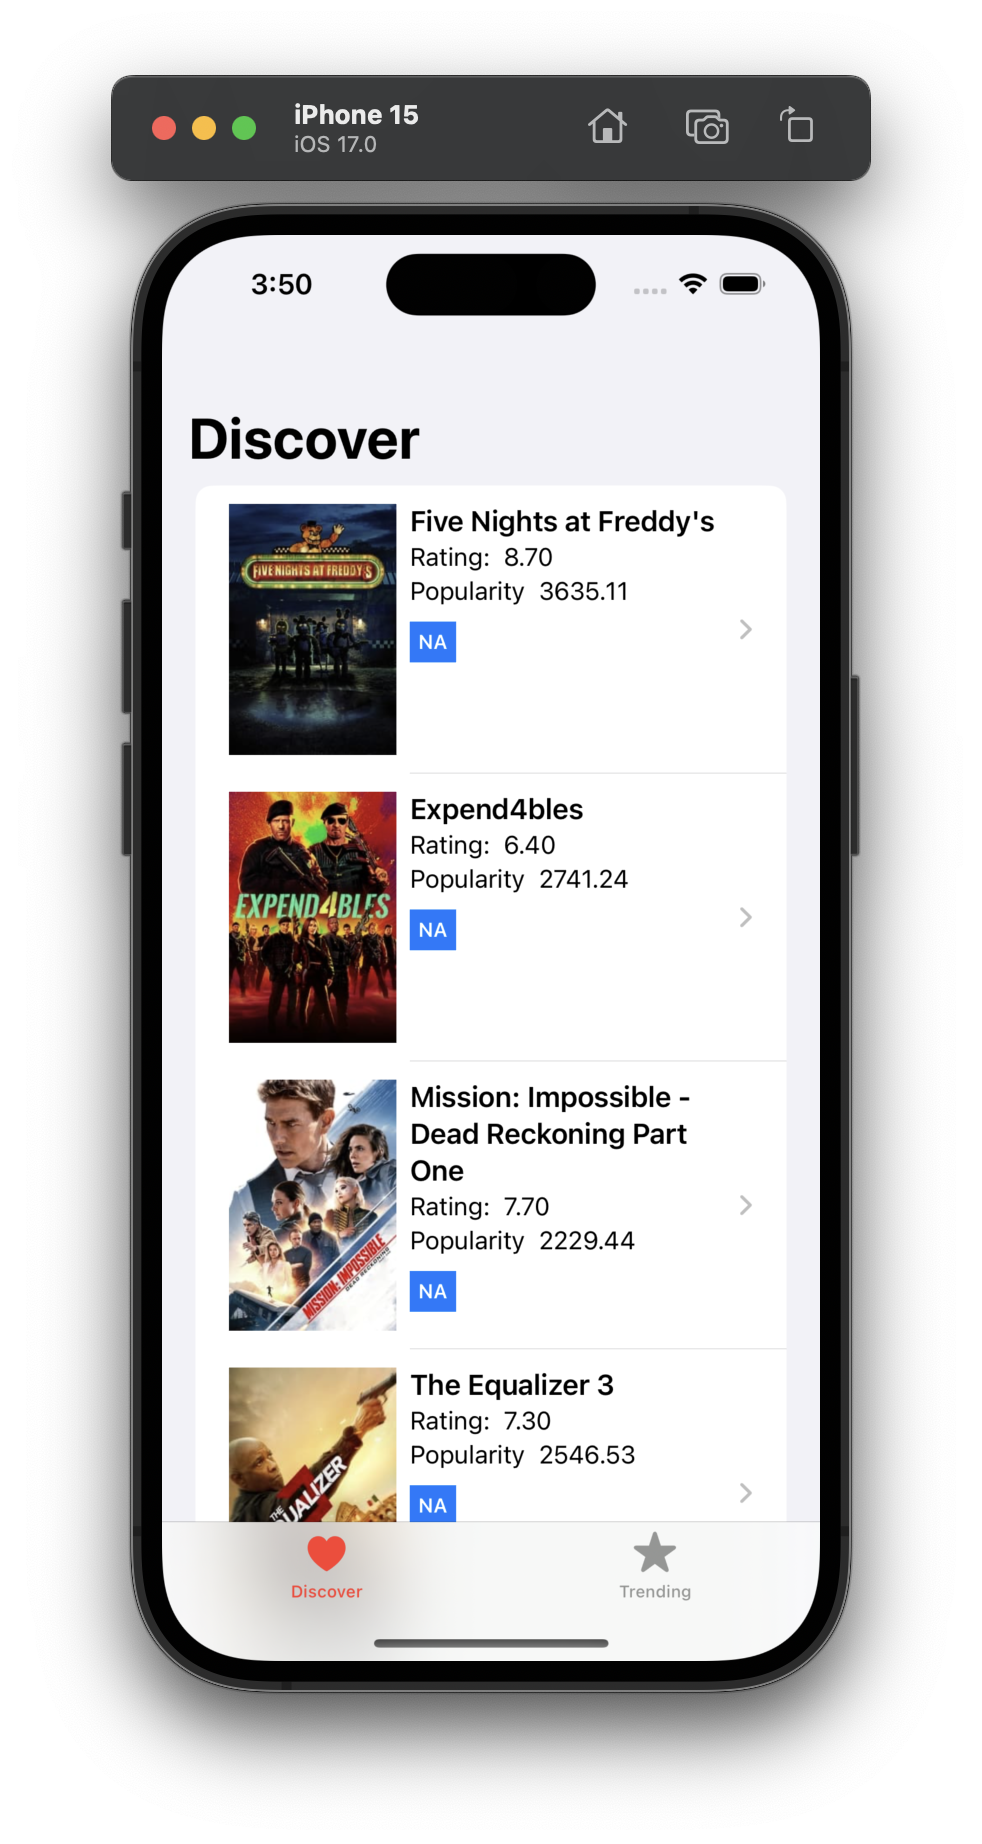 iPhone 15
iOS 17.0
3:50
Discover
FIVE NIGHTS AT FREDDY'S
Five Nights at Freddy's
Rating: 8.70
Popularity 3635.11
NA
EXPEND4BLES
Expend4bles
Rating: 6.40
Popularity 2741.24
NA
MISSION: IMPOSSIBLE
DEAD RECKONING
Mission: Impossible -
Dead Reckoning Part
One
Rating: 7.70
Popularity 2229.44
NA
THE
QUALIZER
The Equalizer 3
Rating: 7.30
Popularity 2546.53
NA
Discover
Trending